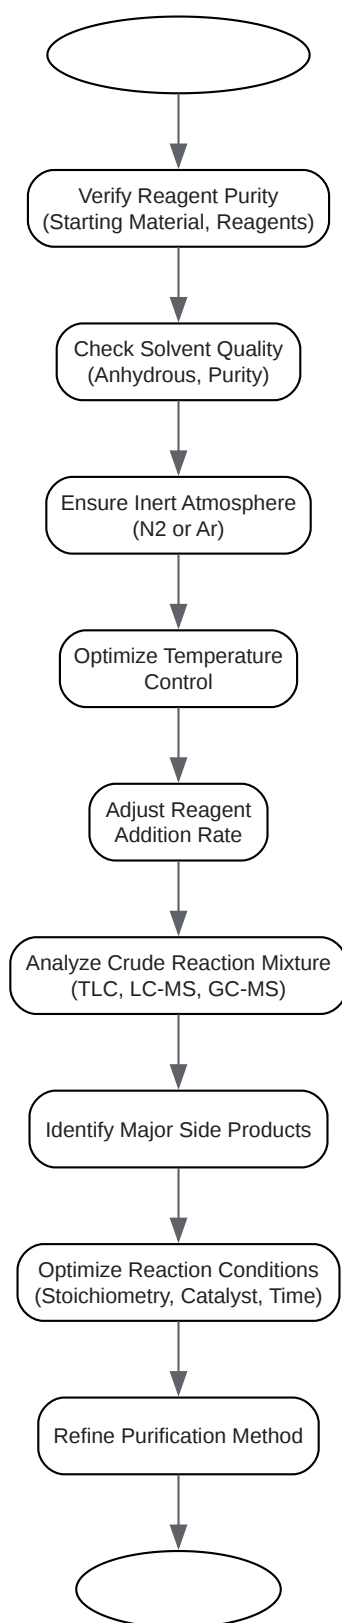 Verify Reagent Purity
(Starting Material, Reagents)
Check Solvent Quality
(Anhydrous, Purity)
Ensure Inert Atmosphere
(N2 or Ar)
Optimize Temperature
Control
Adjust Reagent
Addition Rate
Analyze Crude Reaction Mixture
(TLC, LC-MS, GC-MS)
Identify Major Side Products
Optimize Reaction Conditions
(Stoichiometry, Catalyst, Time)
Refine Purification Method